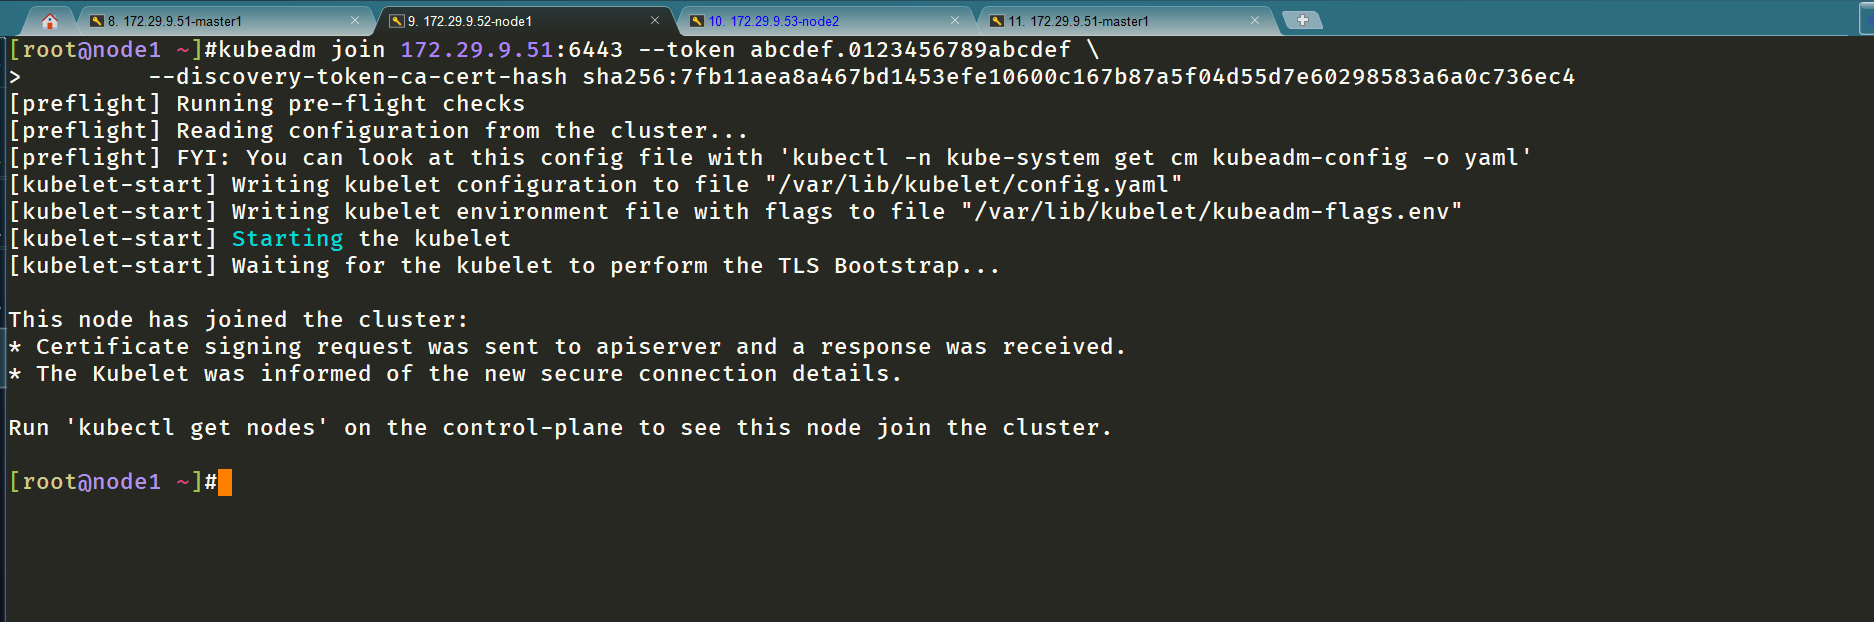 8. 172.29.9.51-master1
9. 172.29.9.52-node1
10. 172.29.9.53-node2
11. 172.29.9.51-master1
[root@node1 ~]#kubeadm join 172.29.9.51:6443 --token abcdef.0123456789abcdef \
>         --discovery-token-ca-cert-hash sha256:7fb11aea8a467bd1453efe10600c167b87a5f04d55d7e60298583a6a0c736ec4
[preflight] Running pre-flight checks
[preflight] Reading configuration from the cluster...
[preflight] FYI: You can look at this config file with 'kubectl -n kube-system get cm kubeadm-config -o yaml'
[kubelet-start] Writing kubelet configuration to file "/var/lib/kubelet/config.yaml"
[kubelet-start] Writing kubelet environment file with flags to file "/var/lib/kubelet/kubeadm-flags.env"
[kubelet-start] Starting the kubelet
[kubelet-start] Waiting for the kubelet to perform the TLS Bootstrap...
This node has joined the cluster:
* Certificate signing request was sent to apiserver and a response was received.
* The Kubelet was informed of the new secure connection details.
Run 'kubectl get nodes' on the control-plane to see this node join the cluster.
[root@node1 ~]#